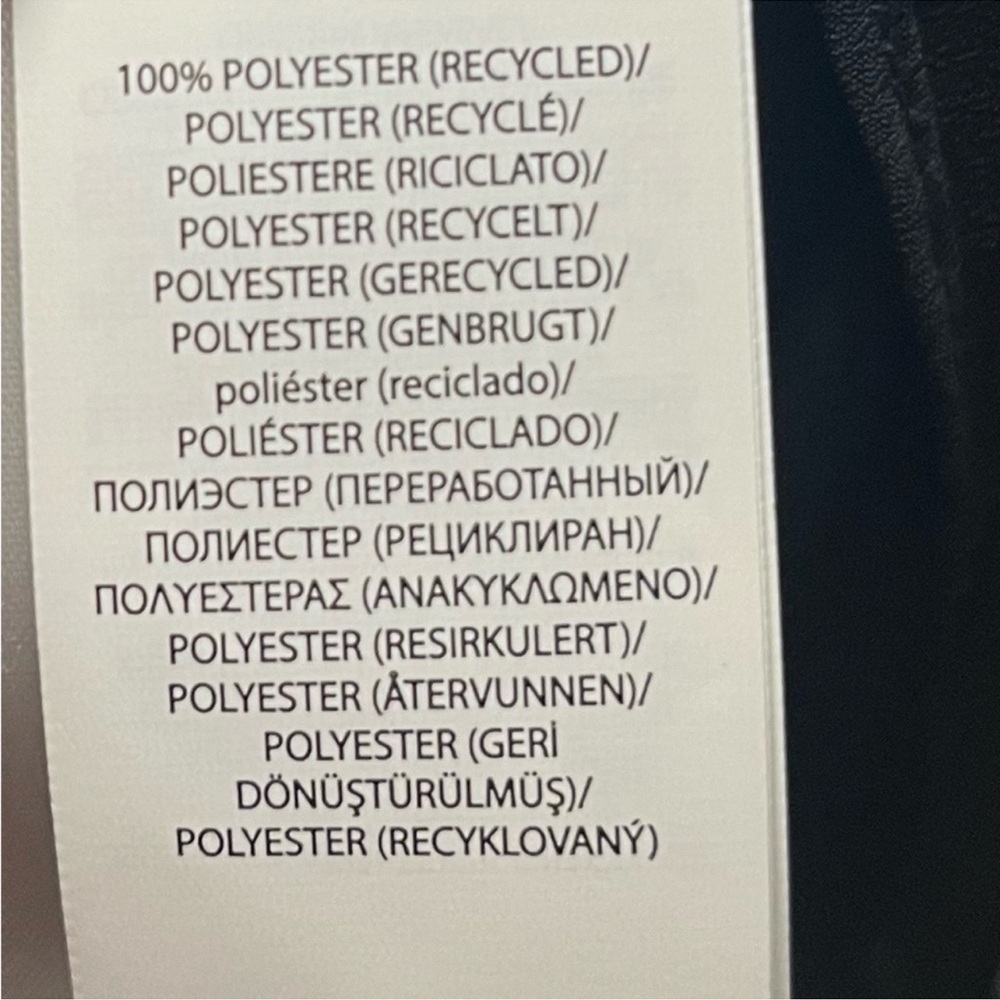 100% POLYESTER (RECYCLED)/
POLYESTER (RECYCLÉ)/
POLIESTERE (RICICLATO)/
POLYESTER (RECYCELT)/
POLYESTER (GERECYCLED)/
POLYESTER (GENBRUGT)/
poliéster (reciclado)/
POLIÉSTER (RECICLADO)/
ПОЛИЭСТЕР (ПЕРЕРАБОТАННЫЙ)/
ПОЛИЕСТЕР (РЕЦИКЛИРАН)/
ΠΟΛΥΕΣΤΕΡΑΣ (ΑΝΑΚΥΚΛΩΜΕΝΟ)/
POLYESTER (RESIRKULERT)/
POLYESTER (ÅTERVUNNEN)/
POLYESTER (GERİ
DÖNÜŞTÜRÜLMÜŞ)/
POLYESTER (RECYKLOVANÝ)